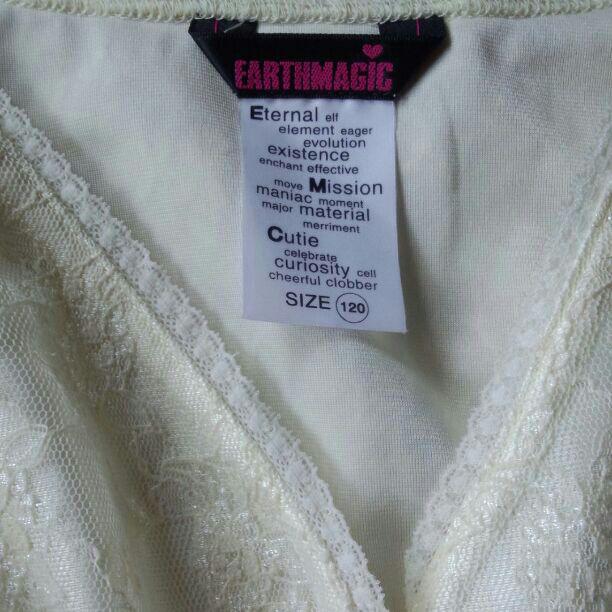 EARTHMAGIC
Eternal elf
element eager
evolution
existence
enchant effective
move Mission
maniac moment
major material
merriment
Cutie
celebrate
curiosity cell
cheerful clobber
SIZE 120